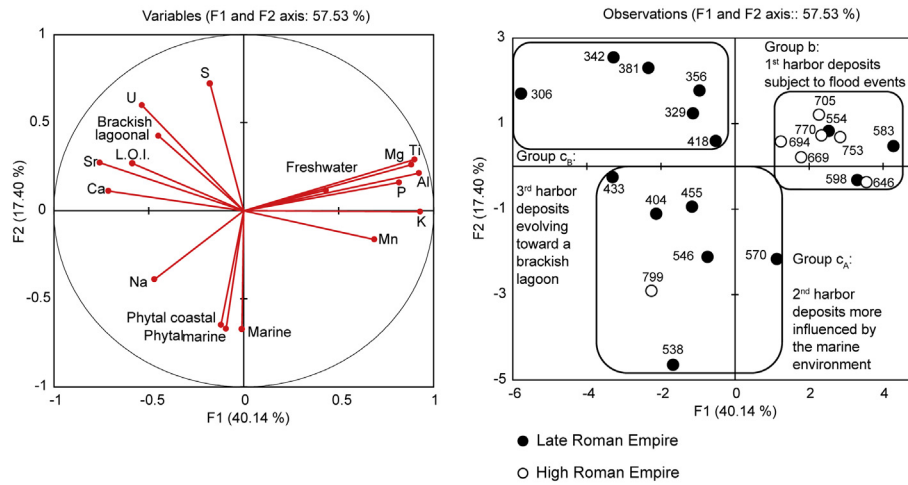 Variables (F1 and F2 axis: 57.53 %)
1
0.5
0
-0.5
-1
F2 (17.40 %)
S
U
Brackish
lagoonal
Sr
L.O.I.
Ca
Freshwater
Mg
Ti
Al
P
K
Mn
Na
Phytal coastal
Phytal marine
Marine
-1
-0.5
0
0.5
1
F1 (40.14 %)
Observations (F1 and F2 axis:: 57.53 %)
3
1
-1
-3
-5
F2 (17.40 %)
342
381
356
306
329
418
Group b:
1st harbor deposits
subject to flood events
705
554
770
583
694
753
669
598
646
Group cB:
3rd harbor
deposits
evolving
toward a
brackish
lagoon
433
404
455
546
570
799
538
Group cA:
2nd harbor
deposits more
influenced by
the marine
environment
-6
-4
-2
0
2
4
F1 (40.14 %)
Late Roman Empire
High Roman Empire